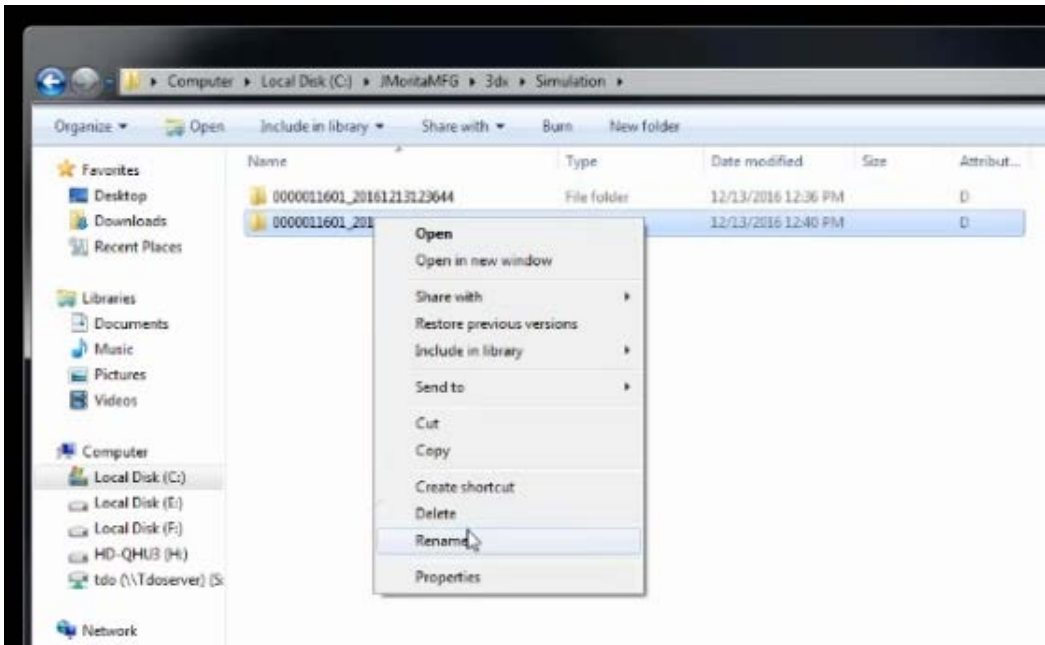 Computer ▸ Local Disk (C:) ▸ JMoritaMFG ▸ 3dx ▸ Simulation ▸
Organize Open Include in library Share with Burn New folder
Name Type Date modified Size Attribut...
Favorites
Desktop
Downloads
Recent Places
Libraries
Documents
Music
Pictures
Videos
Computer
Local Disk (C:)
Local Disk (E:)
Local Disk (F:)
HD-QHU3 (H:)
tdo (\\Tdoserver) (S:
Network
0000011601_20161213123644 File folder 12/13/2016 12:36 PM D
0000011601_201 12/13/2016 12:40 PM D
Open
Open in new window
Share with
Restore previous versions
Include in library
Send to
Cut
Copy
Create shortcut
Delete
Rename
Properties